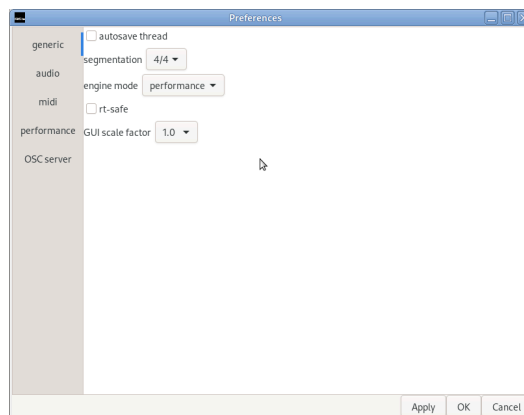 Preferences
generic
audio
midi
performance
OSC server
autosave thread
segmentation 4/4
engine mode performance
rt-safe
GUI scale factor 1.0
Apply OK Cancel